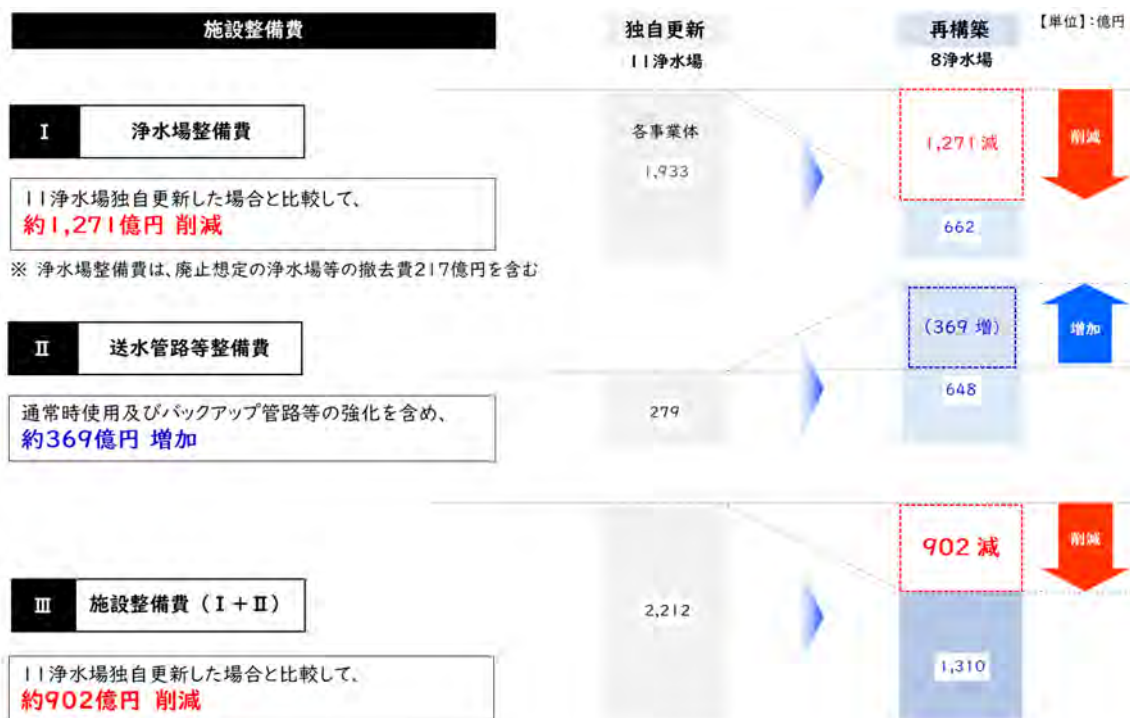 施設整備費
独自更新
11浄水場
再構築
8浄水場
【単位】:億円
Ⅰ 浄水場整備費
11浄水場独自更新した場合と比較して、
約1,271億円 削減
※ 浄水場整備費は、廃止想定の浄水場等の撤去費217億円を含む
各事業体
1,933
1,271 減
662
削減
Ⅱ 送水管路等整備費
通常時使用及びバックアップ管路等の強化を含め、
約369億円 増加
279
(369 増)
648
増加
Ⅲ 施設整備費(Ⅰ+Ⅱ)
11浄水場独自更新した場合と比較して、
約902億円 削減
2,212
902 減
1,310
削減